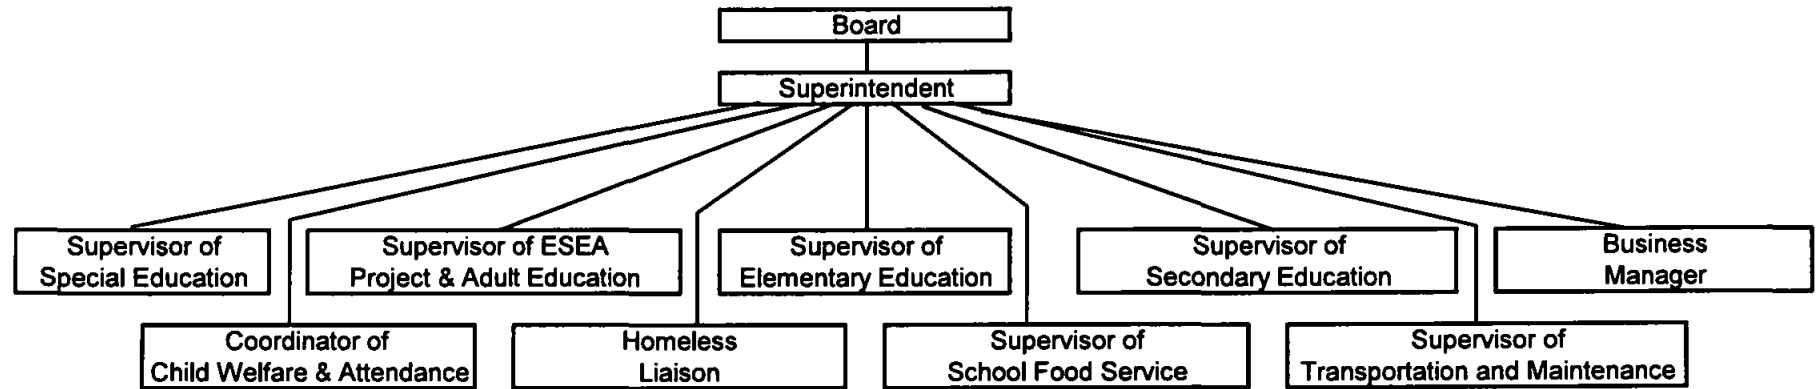 Board
Superintendent
Supervisor of
Special Education
Supervisor of ESEA
Project & Adult Education
Supervisor of
Elementary Education
Supervisor of
Secondary Education
Business
Manager
Coordinator of
Child Welfare & Attendance
Homeless
Liaison
Supervisor of
School Food Service
Supervisor of
Transportation and Maintenance